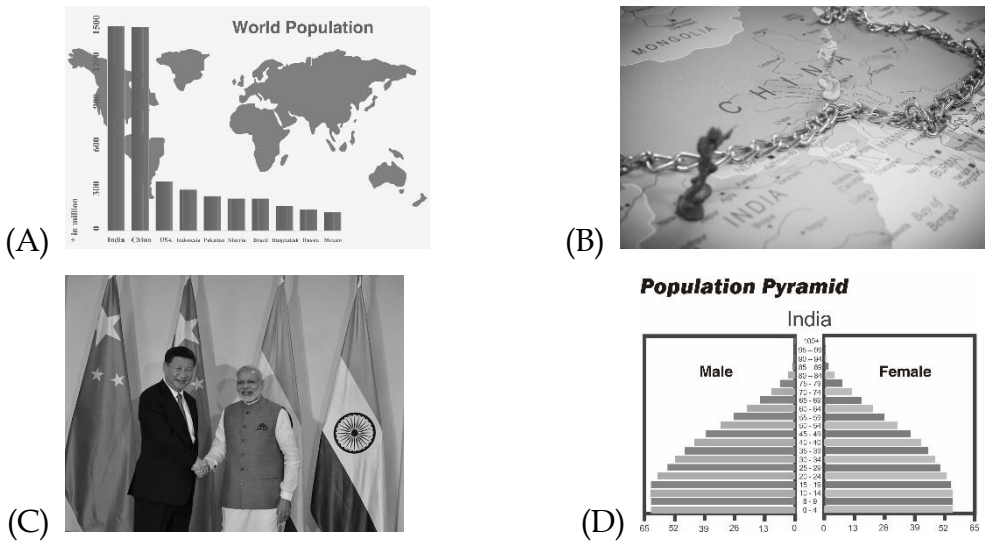 World Population
1500
1200
900
600
300
0
* in million
India China USA Indonesia Pakistan Nigeria Brazil Bangladesh Russia Mexico
(A)
MONGOLIA
CHINA
INDIA
BURMA
Bay of
Bengal
(B)
(C)
Population Pyramid
India
Male Female
100+
95 - 99
90 - 94
85 - 89
80 - 84
75 - 79
70 - 74
65 - 69
60 - 64
55 - 59
50 - 54
45 - 49
40 - 40
35 - 39
30 - 34
25 - 29
20 - 24
15 - 19
10 - 14
5 - 9
0 - 4
65 52 39 26 13 0 0 13 26 39 52 65
(D)